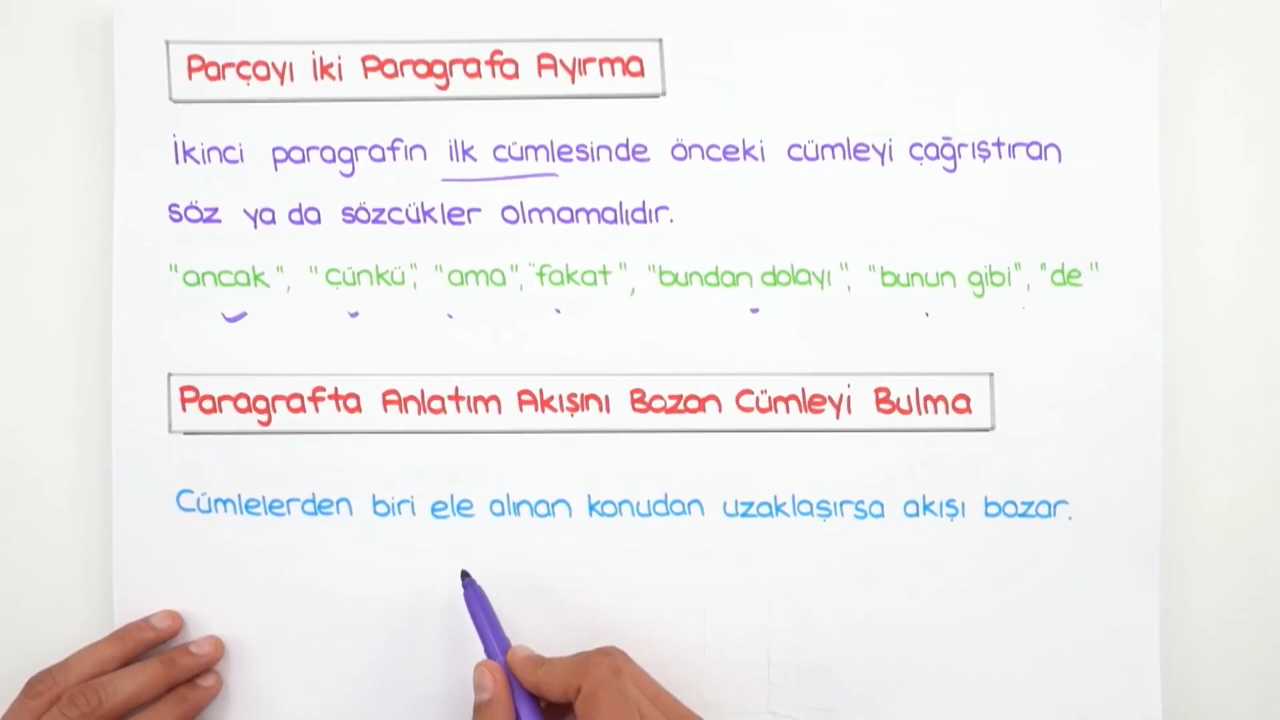 Parçayı İki Paragrafa Ayırma
İkinci paragrafın ilk cümlesinde önceki cümleyi çağrıştıran
söz ya da sözcükler olmamalıdır.
"ancak", "çünkü", "ama", "fakat", "bundan dolayı", "bunun gibi", "de"
Paragrafta Anlatım Akışını Bozan Cümleyi Bulma
Cümlelerden biri ele alınan konudan uzaklaşırsa akışı bozar.